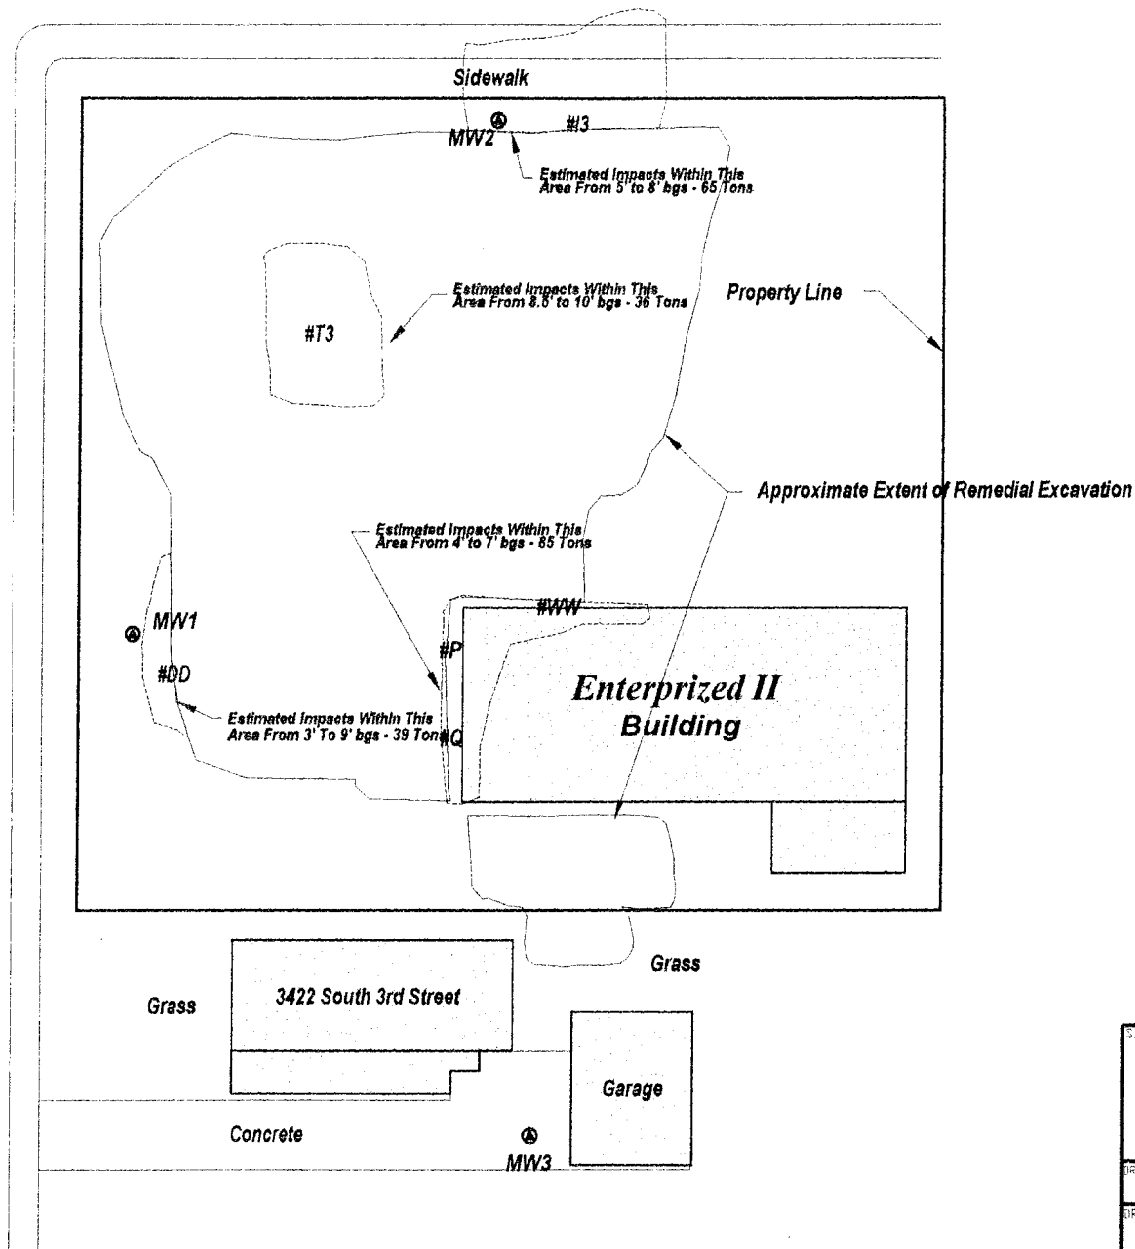 Sidewalk
MW2
#I3
Estimated Impacts Within This
Area From 5' to 8' bgs - 65 Tons
Estimated Impacts Within This
Area From 8.5' to 10' bgs - 36 Tons
Property Line
#T3
Approximate Extent of Remedial Excavation
Estimated Impacts Within This
Area From 4' to 7' bgs - 85 Tons
#WW
MW1
#P
#DD
Enterprized II
Building
Estimated Impacts Within This
Area From 3' To 9' bgs - 39 Tons
#Q
Grass
3422 South 3rd Street
Grass
Garage
Concrete
MW3